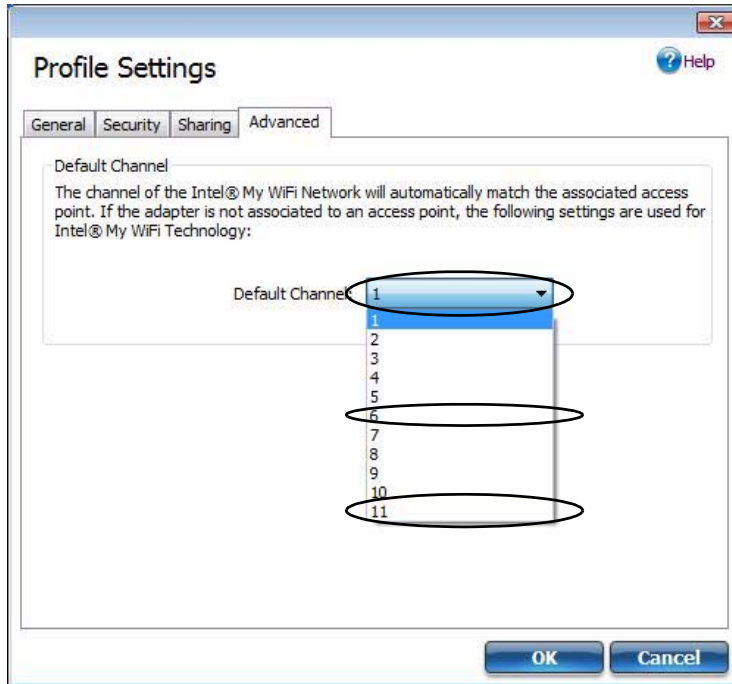 Profile Settings
Help
General Security Sharing Advanced
Default Channel
The channel of the Intel® My WiFi Network will automatically match the associated access
point. If the adapter is not associated to an access point, the following settings are used for
Intel® My WiFi Technology:
Default Channel: 1
1
2
3
4
5
6
7
8
9
10
11
OK Cancel